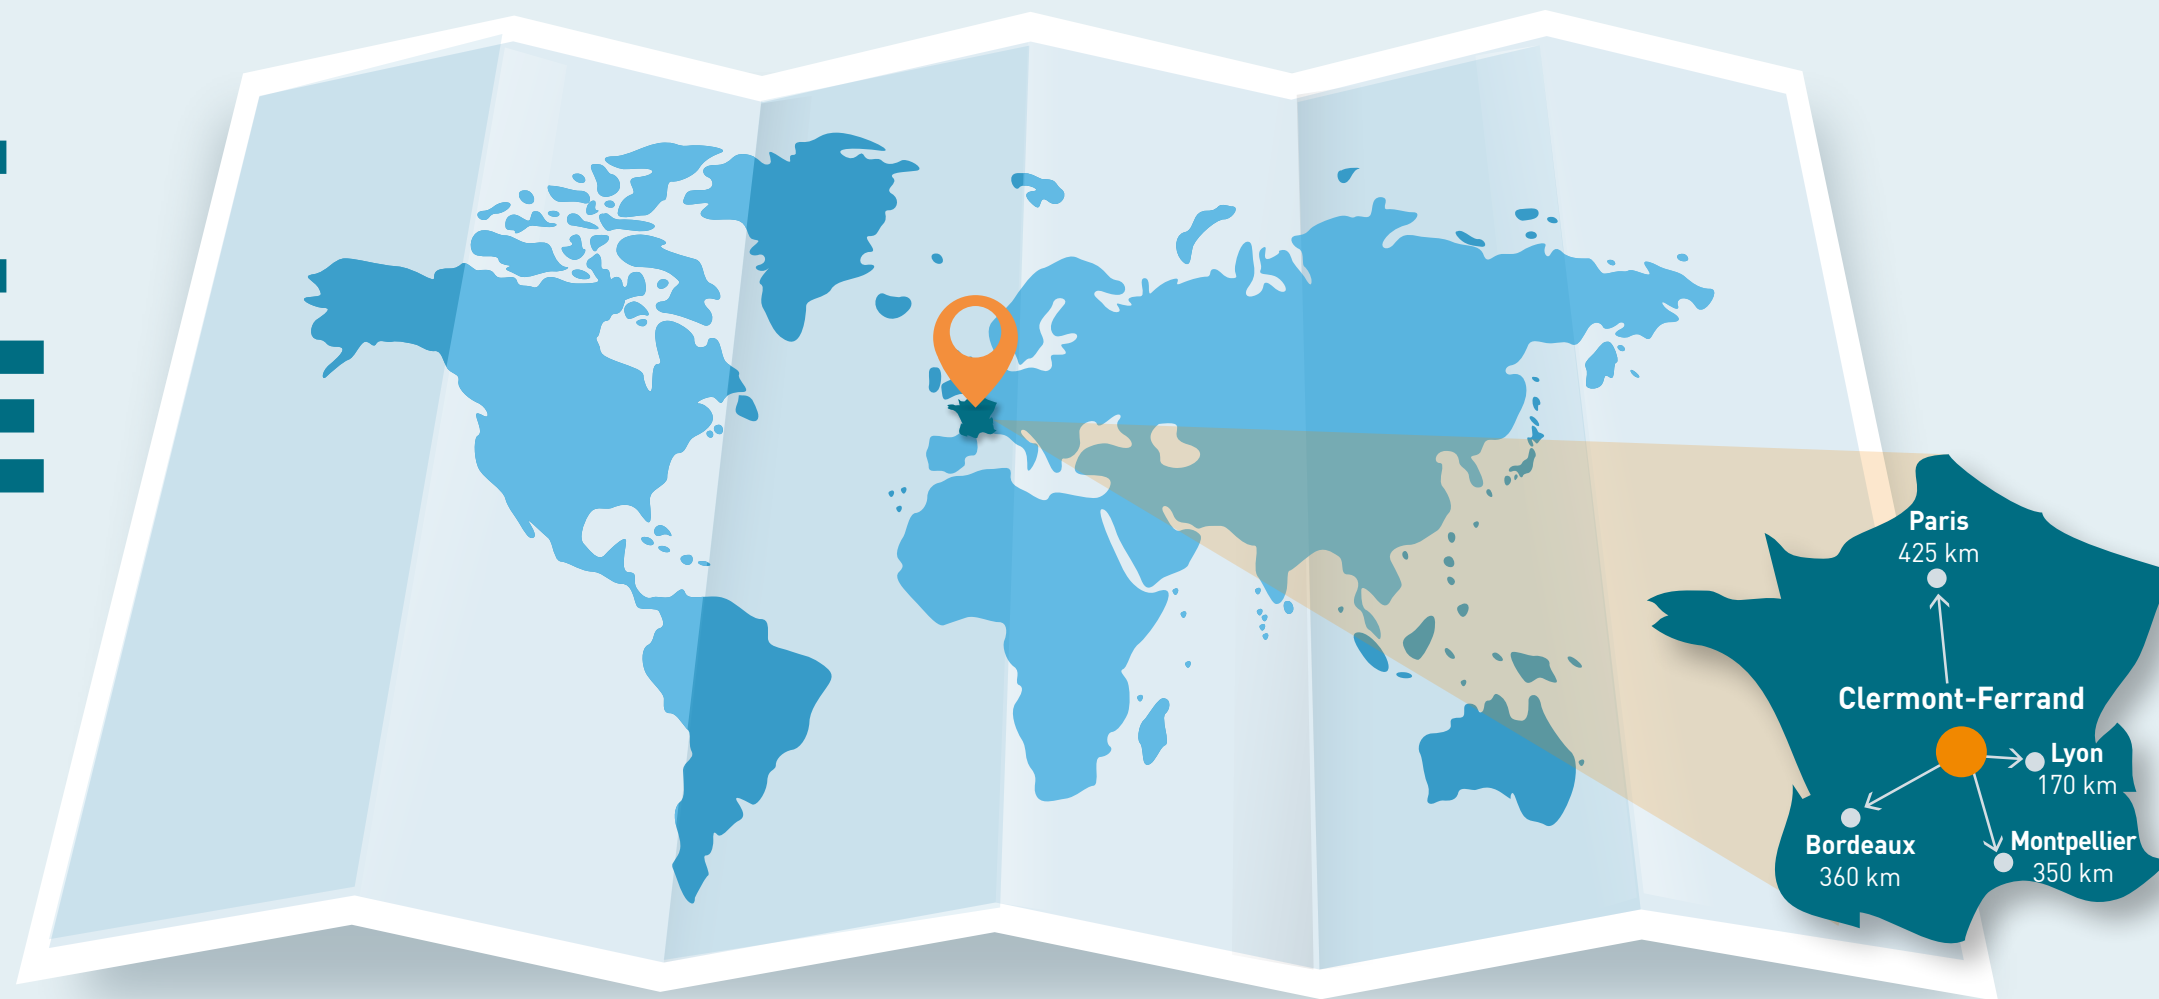 Paris
425 km
Clermont-Ferrand
Lyon
170 km
Montpellier
350 km
Bordeaux
360 km